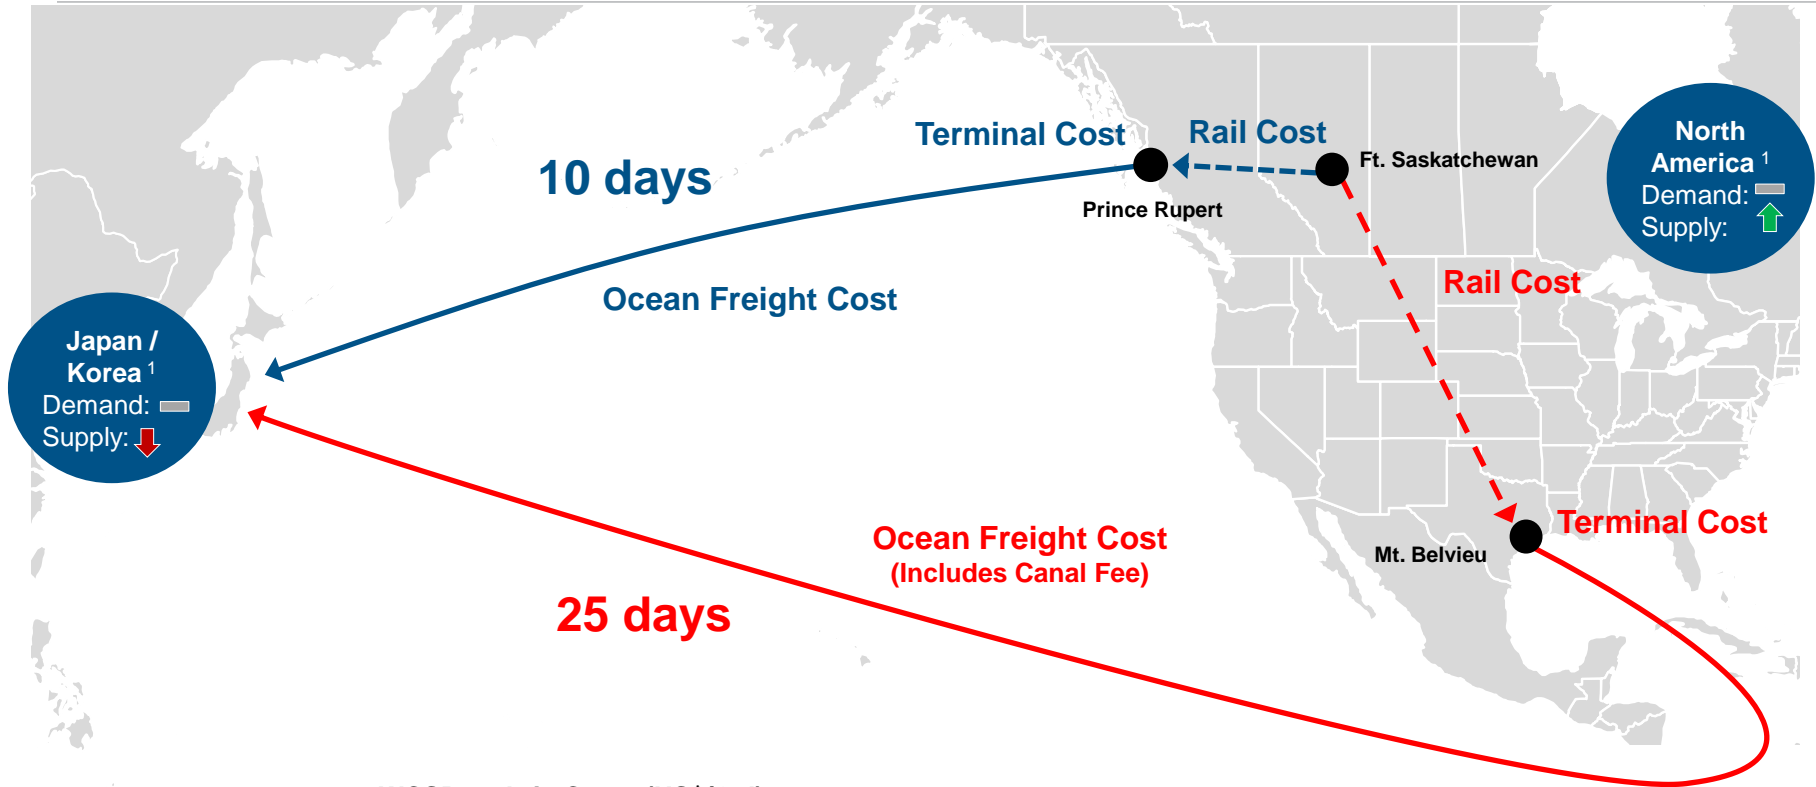 Terminal Cost
Rail Cost
10 days
Ft. Saskatchewan
Prince Rupert
North
America 1
Demand:
Supply:
Ocean Freight Cost
Rail Cost
Japan /
Korea 1
Demand:
Supply:
Ocean Freight Cost
(Includes Canal Fee)
Terminal Cost
Mt. Belvieu
25 days